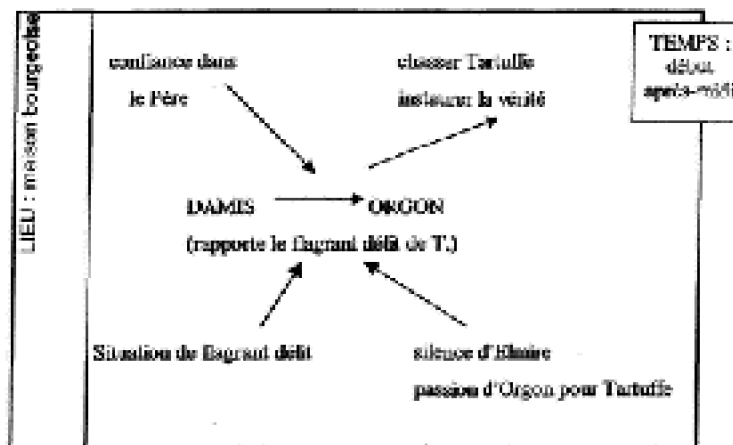 LIEU : maison bourgeoise
confiance dans
le Père
chasser Tartuffe
instaurer la vérité
TEMPS :
début
après-midi
DAMIS
ORGON
(rapporte le flagrant délit de T.)
Situation de flagrant délit
silence d'Elmire
passion d'Orgon pour Tartuffe